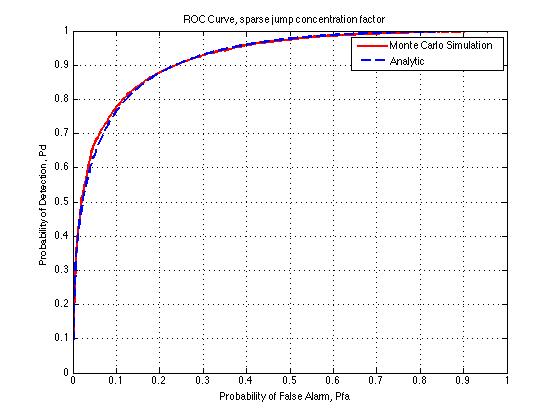 ROC Curve, sparse jump concentration factor
1
0.9
0.8
0.7
0.6
0.5
0.4
0.3
0.2
0.1
0
Probability of Detection, Pd
Monte Carlo Simulation
Analytic
0 0.1 0.2 0.3 0.4 0.5 0.6 0.7 0.8 0.9 1
Probability of False Alarm, Pfa